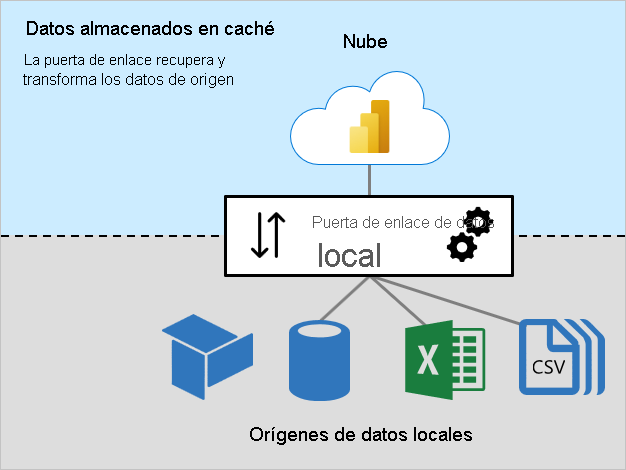 Datos almacenados en caché
La puerta de enlace recupera y
transforma los datos de origen
Nube
Puerta de enlace de datos
local
X
CSV
Orígenes de datos locales